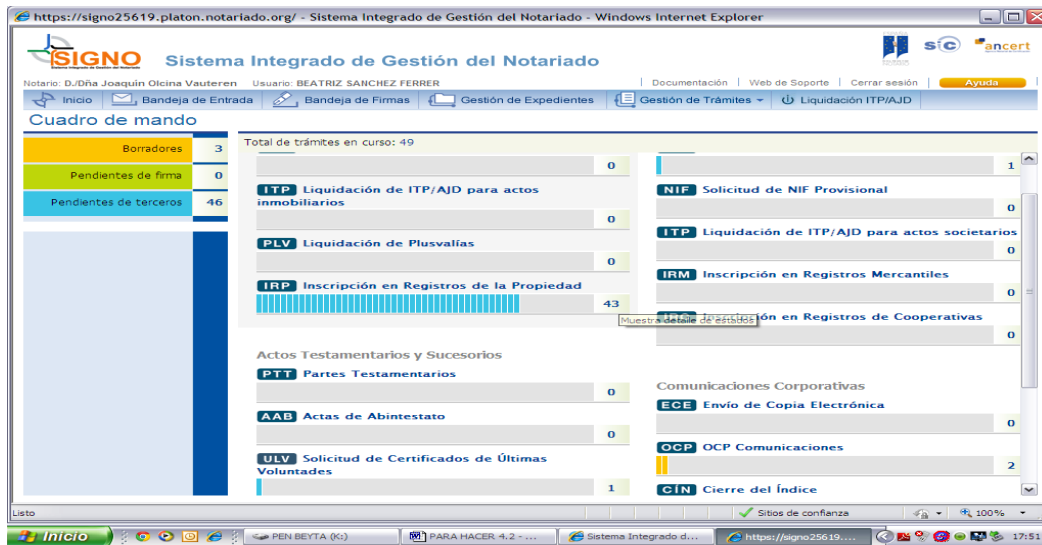 https://signo25619.platon.notariado.org/ - Sistema Integrado de Gestión del Notariado - Windows Internet Explorer
SIGNO
Sistema Integrado de Gestión del Notariado
sic
ancert
Notario: D./Dña Joaquin Olcina Vauteren Usuario: BEATRIZ SANCHEZ FERRER
Documentación | Web de Soporte | Cerrar sesión | Ayuda
Inicio Bandeja de Entrada Bandeja de Firmas Gestión de Expedientes Gestión de Trámites Liquidación ITP/AJD
Cuadro de mando
Borradores 3
Pendientes de firma 0
Pendientes de terceros 46
Total de trámites en curso: 49
0
ITP Liquidación de ITP/AJD para actos
inmobiliarios
0
PLV Liquidación de Plusvalías
0
IRP Inscripción en Registros de la Propiedad
43
Muestra detalle de estados
Actos Testamentarios y Sucesorios
PTT Partes Testamentarios
0
AAB Actas de Abintestato
0
ULV Solicitud de Certificados de Últimas
Voluntades
1
1
NIF Solicitud de NIF Provisional
0
ITP Liquidación de ITP/AJD para actos societarios
0
IRM Inscripción en Registros Mercantiles
0
en Registros de Cooperativas
0
Comunicaciones Corporativas
ECE Envío de Copia Electrónica
0
OCP OCP Comunicaciones
2
CÍN Cierre del Índice
Listo
Sitios de confianza
100%
Inicio
PEN BEYTA (K:)
PARA HACER 4.2 - ...
Sistema Integrado d...
https://signo25619....
17:51